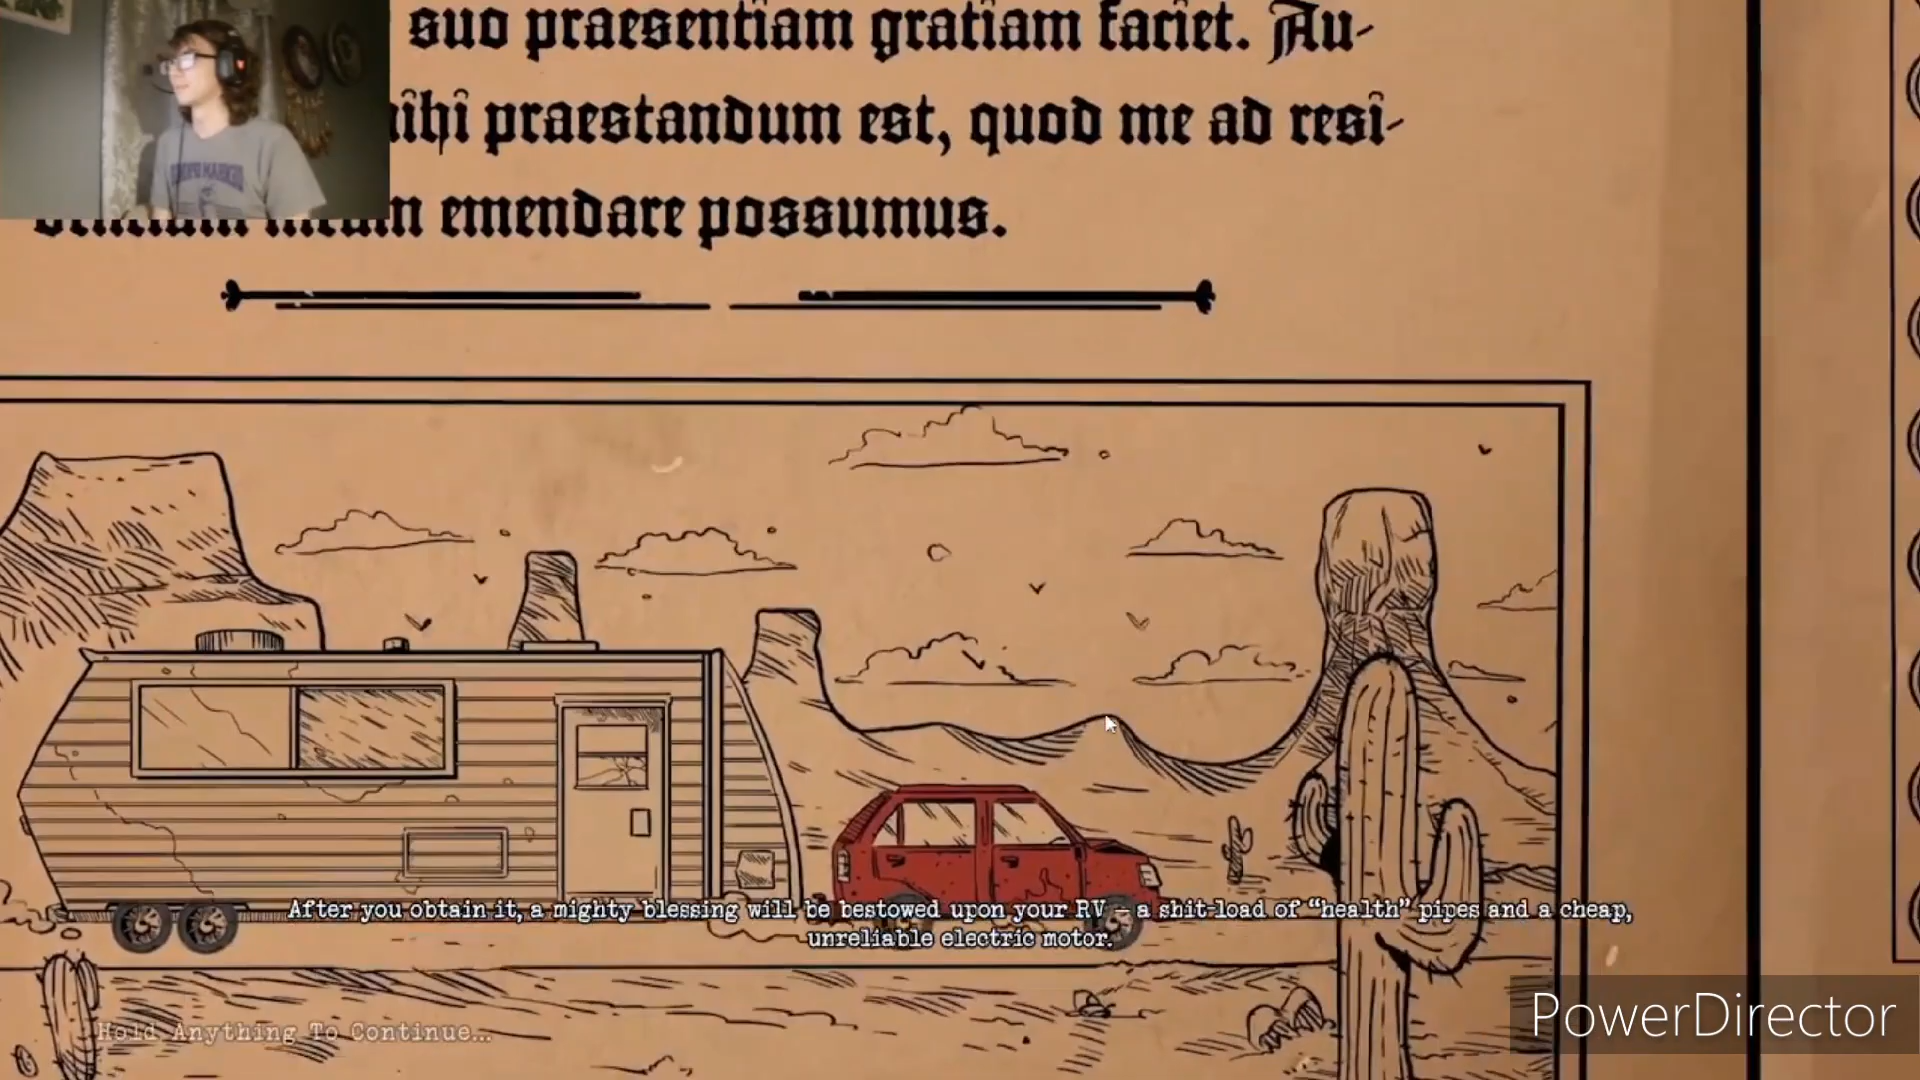 suo praesentiam gratiam faciet. Au-
praestandum est, quod me ad resi-
emendare possumus.
After you obtain it, a mighty blessing will be bestowed upon your RV – a shit-load of “health” pipes and a cheap,
unreliable electric motor.
Hold Anything To Continue...
PowerDirector